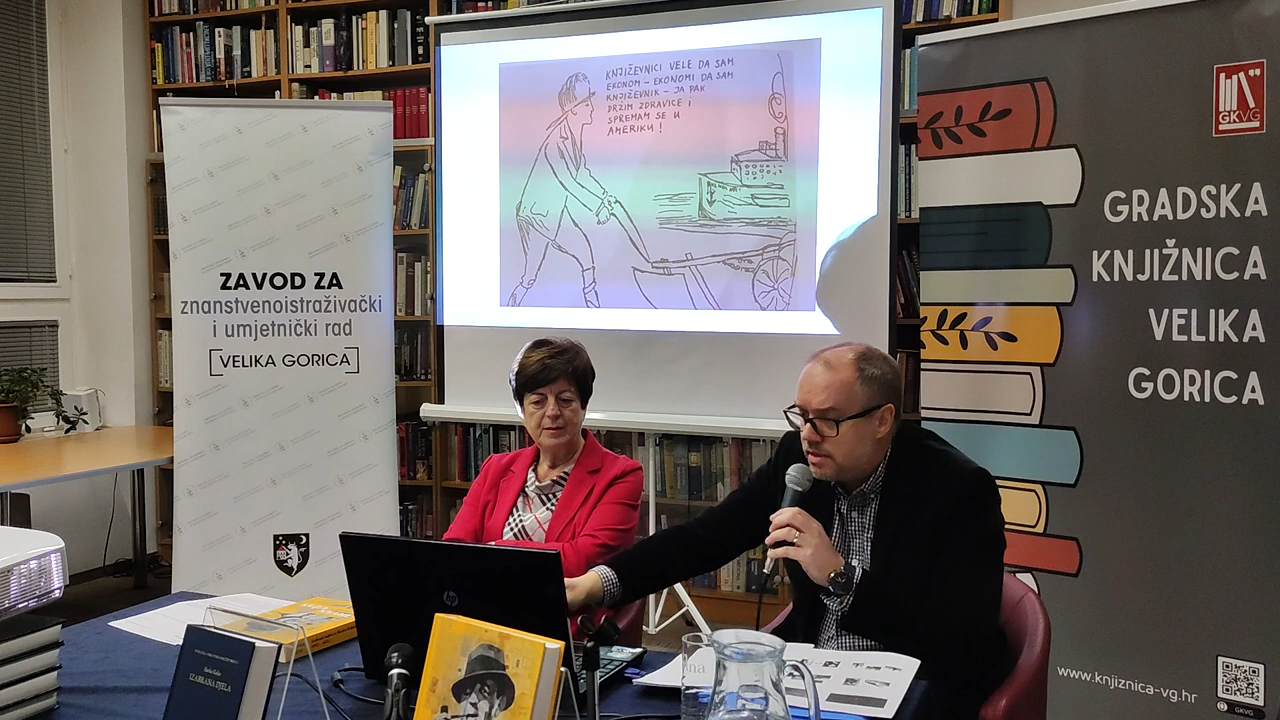 KNJIŽEVNICI VELE DA SAM
EKONOM – EKONOMI DA SAM
KNJIŽEVNIK – JA PAK
DRŽIM ZDRAVICE i
SPREMAM SE U
AMERIKU !
ZAVOD ZA
znanstvenoistraživački
i umjetnički rad
[VELIKA GORICA]
GKVG
GRADSKA
KNJIŽNICA
VELIKA
GORICA
www.knjiznica-vg.hr
GKVG
hp
IZABRANA DJELA